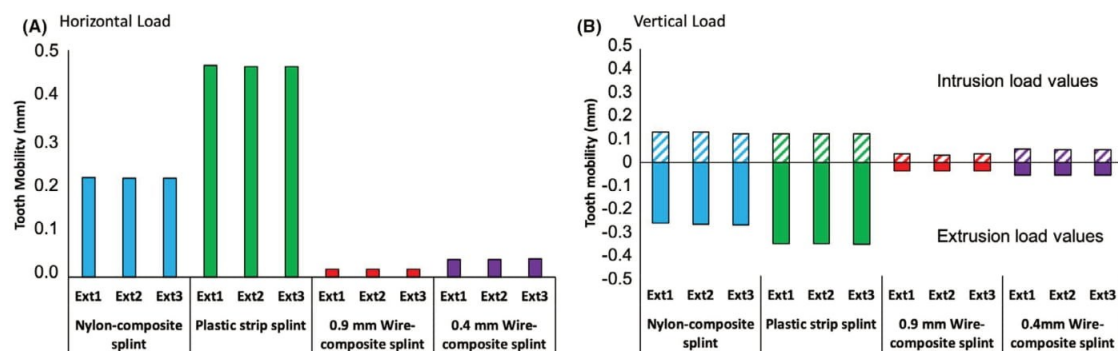 (A) Horizontal Load
Tooth Mobility (mm)
0.5
0.4
0.3
0.2
0.1
0.0
Ext1 Ext2 Ext3 Ext1 Ext2 Ext3 Ext1 Ext2 Ext3 Ext1 Ext2 Ext3
Nylon-composite splint
Plastic strip splint
0.9 mm Wire-composite splint
0.4 mm Wire-composite splint
(B) Vertical Load
Tooth mobility (mm)
0.5
0.4
0.3
0.2
0.1
0
-0.1
-0.2
-0.3
-0.4
-0.5
Intrusion load values
Extrusion load values
Ext1 Ext2 Ext3 Ext1 Ext2 Ext3 Ext1 Ext2 Ext3 Ext1 Ext2 Ext3
Nylon-composite splint
Plastic strip splint
0.9 mm Wire-composite splint
0.4mm Wire-composite splint